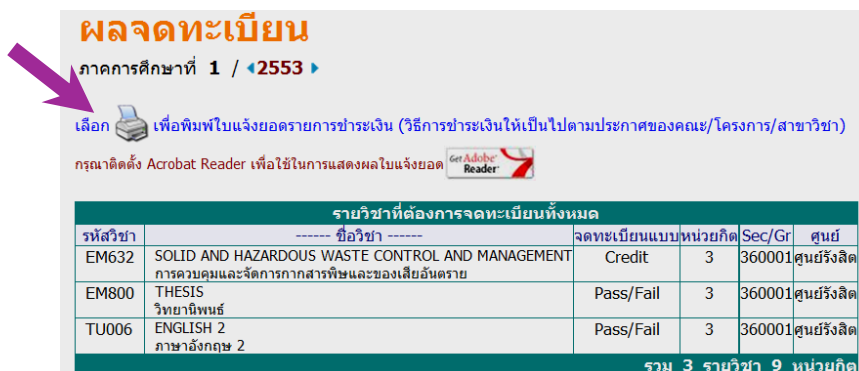 ผลจดทะเบียน
ภาคการศึกษาที่ 1 / 2553
เลือก เพื่อพิมพ์ใบแจ้งยอดรายการชำระเงิน (วิธีการชำระเงินให้เป็นไปตามประกาศของคณะ/โครงการ/สาขาวิชา)
กรุณาติดตั้ง Acrobat Reader เพื่อใช้ในการแสดงผลใบแจ้งยอด Get Adobe Reader
รายวิชาที่ต้องการจดทะเบียนทั้งหมด
รหัสวิชา ------ ชื่อวิชา ------ จดทะเบียนแบบ หน่วยกิต Sec/Gr ศูนย์
EM632 SOLID AND HAZARDOUS WASTE CONTROL AND MANAGEMENT Credit 3 360001 ศูนย์รังสิต
การควบคุมและจัดการกากสารพิษและของเสียอันตราย
EM800 THESIS Pass/Fail 3 360001 ศูนย์รังสิต
วิทยานิพนธ์
TU006 ENGLISH 2 Pass/Fail 3 360001 ศูนย์รังสิต
ภาษาอังกฤษ 2
รวม 3 รายวิชา 9 หน่วยกิต